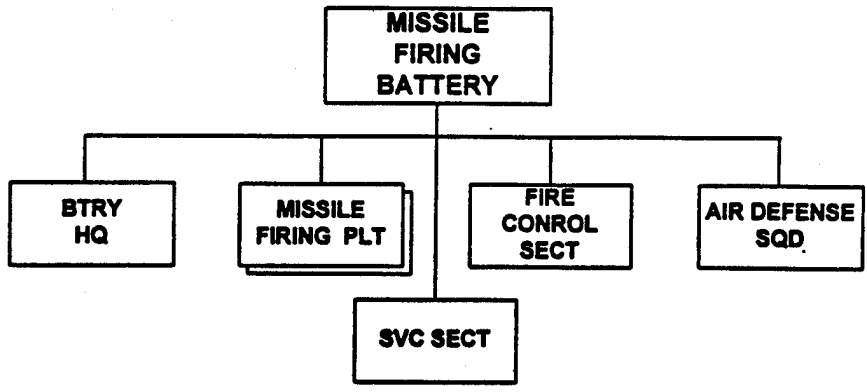 MISSILE
FIRING
BATTERY
BTRY
HQ
MISSILE
FIRING PLT
FIRE
CONROL
SECT
AIR DEFENSE
SQD
SVC SECT